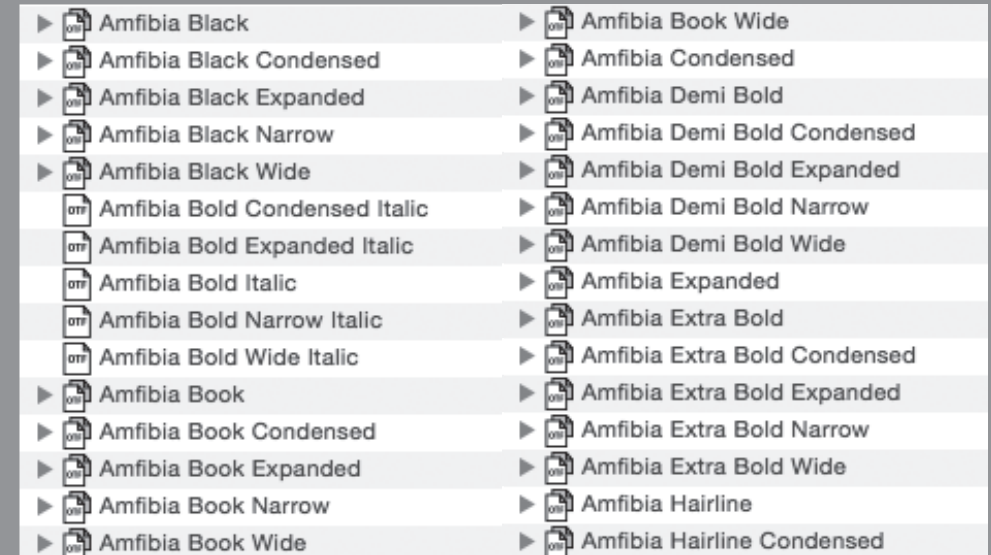 Amfibia Black
Amfibia Black Condensed
Amfibia Black Expanded
Amfibia Black Narrow
Amfibia Black Wide
Amfibia Bold Condensed Italic
Amfibia Bold Expanded Italic
Amfibia Bold Italic
Amfibia Bold Narrow Italic
Amfibia Bold Wide Italic
Amfibia Book
Amfibia Book Condensed
Amfibia Book Expanded
Amfibia Book Narrow
Amfibia Book Wide
Amfibia Book Wide
Amfibia Condensed
Amfibia Demi Bold
Amfibia Demi Bold Condensed
Amfibia Demi Bold Expanded
Amfibia Demi Bold Narrow
Amfibia Demi Bold Wide
Amfibia Expanded
Amfibia Extra Bold
Amfibia Extra Bold Condensed
Amfibia Extra Bold Expanded
Amfibia Extra Bold Narrow
Amfibia Extra Bold Wide
Amfibia Hairline
Amfibia Hairline Condensed